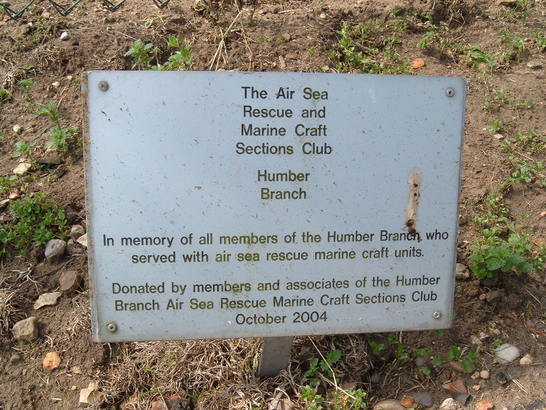 The Air Sea
Rescue and
Marine Craft
Sections Club
Humber
Branch
In memory of all members of the Humber Branch who
served with air sea rescue marine craft units.
Donated by members and associates of the Humber
Branch Air Sea Rescue Marine Craft Sections Club
October 2004